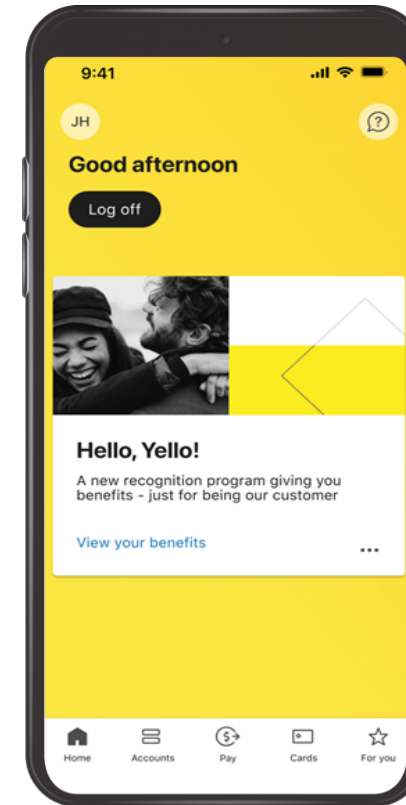 9:41
JH
Good afternoon
Log off
Hello, Yello!
A new recognition program giving you
benefits - just for being our customer
View your benefits
Home Accounts Pay Cards For you